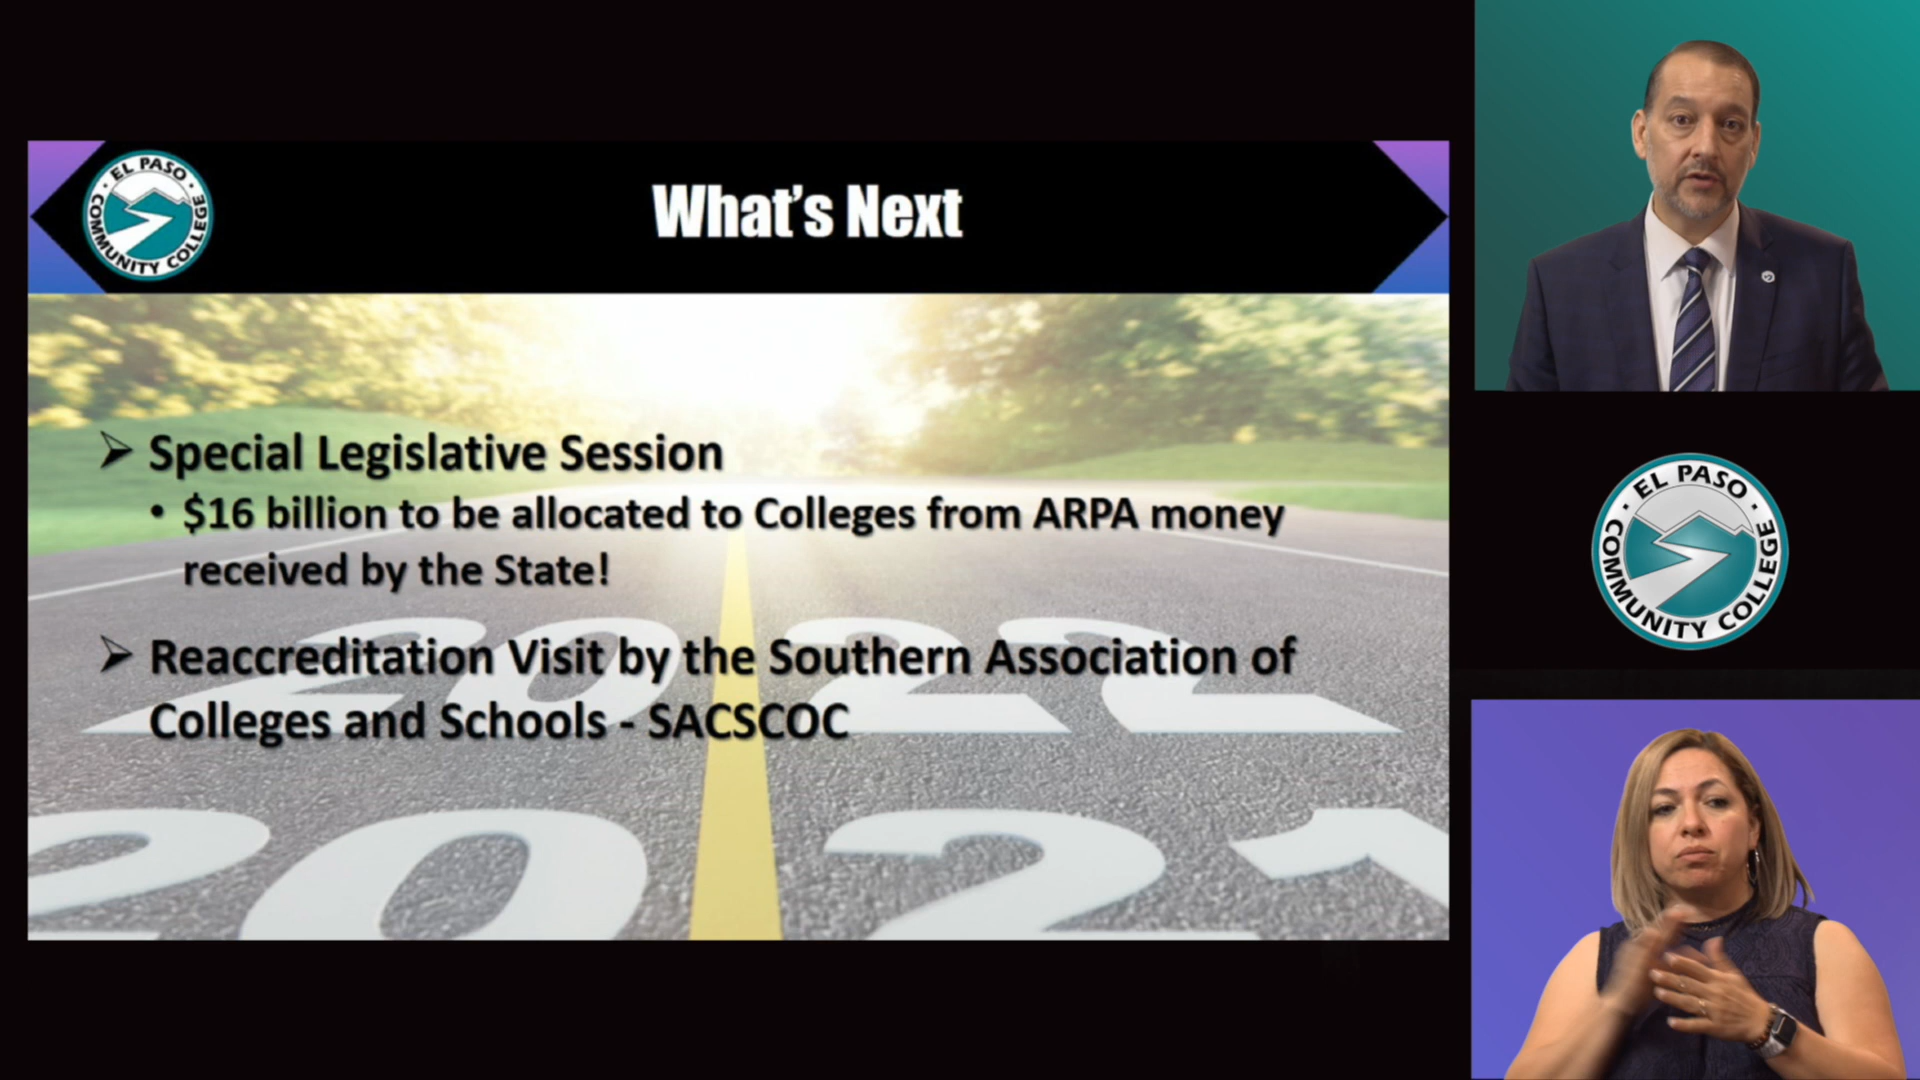 EL PASO
COMMUNITY COLLEGE
What's Next
Special Legislative Session
• $16 billion to be allocated to Colleges from ARPA money
received by the State!
Reaccreditation Visit by the Southern Association of
Colleges and Schools - SACSCOC
2022
2021
EL PASO
COMMUNITY COLLEGE